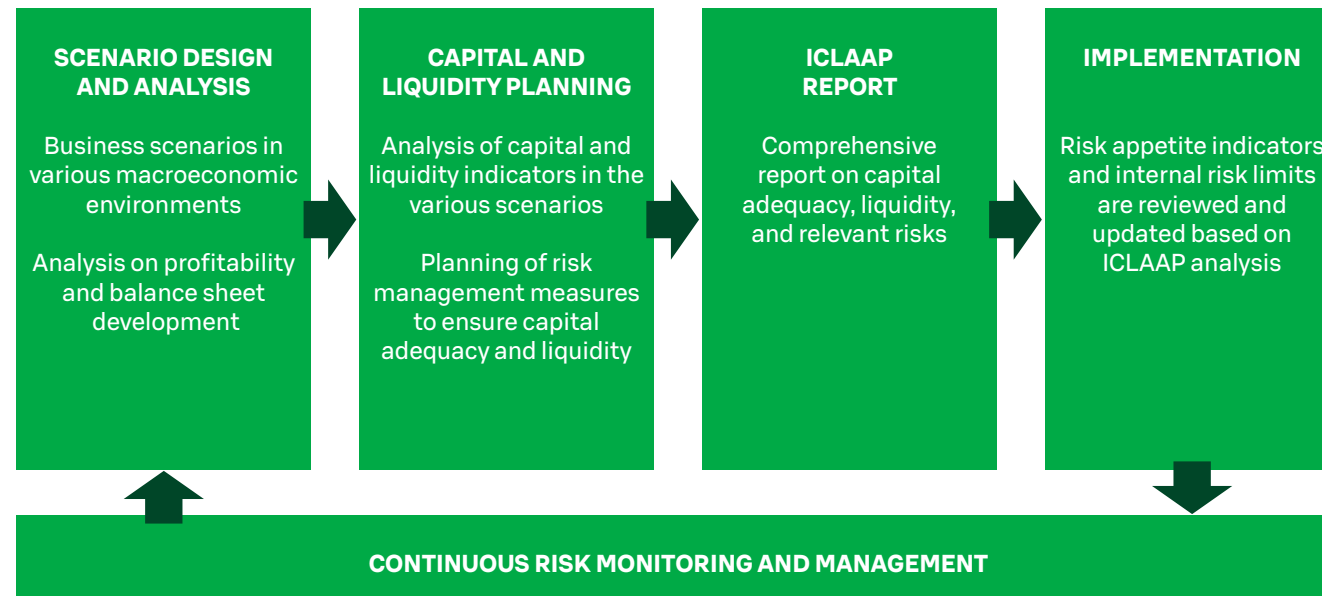 SCENARIO DESIGN
AND ANALYSIS
Business scenarios in
various macroeconomic
environments
Analysis on profitability
and balance sheet
development
CAPITAL AND
LIQUIDITY PLANNING
Analysis of capital and
liquidity indicators in the
various scenarios
Planning of risk
management measures
to ensure capital
adequacy and liquidity
ICLAAP
REPORT
Comprehensive
report on capital
adequacy, liquidity,
and relevant risks
IMPLEMENTATION
Risk appetite indicators
and internal risk limits
are reviewed and
updated based on
ICLAAP analysis
CONTINUOUS RISK MONITORING AND MANAGEMENT